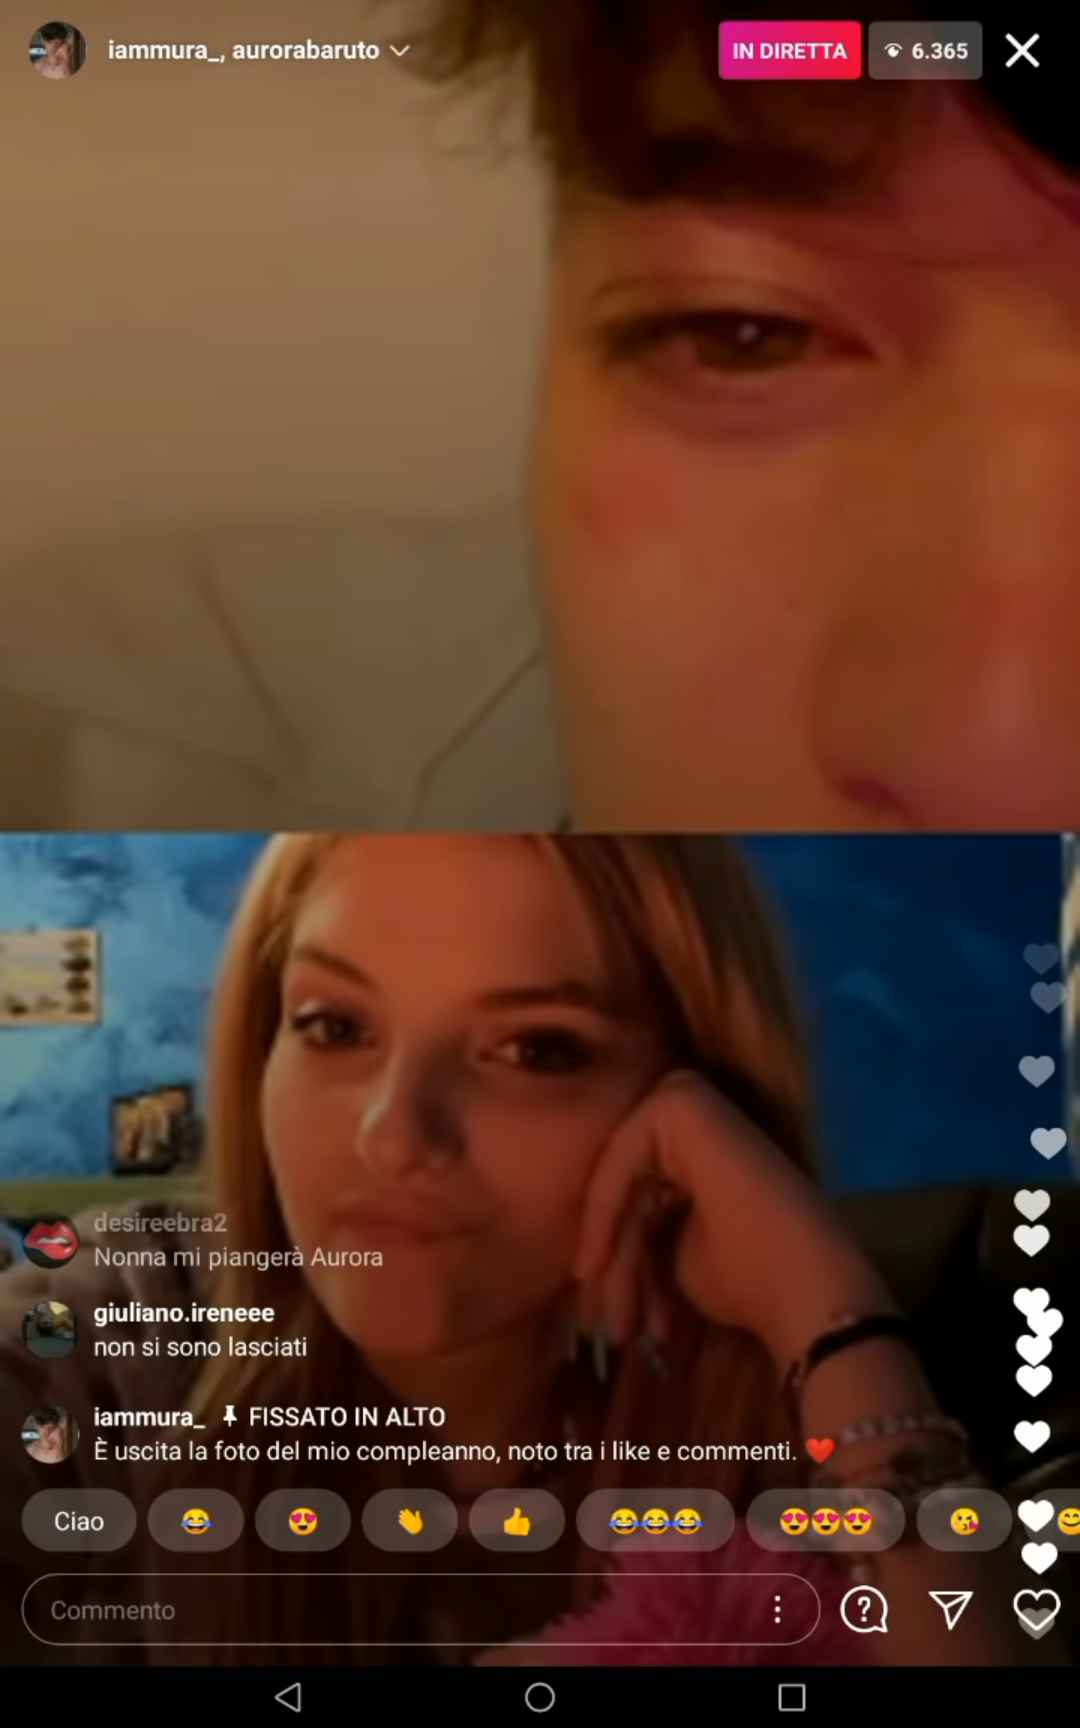 iammura_, aurorabaruto
IN DIRETTA
6.365
desireebra2
Nonna mi piangerà Aurora
giuliano.ireneee
non si sono lasciati
iammura_ FISSATO IN ALTO
È uscita la foto del mio compleanno, noto tra i like e commenti. ❤️
Ciao 😂 😍 👋 👍 😂😂😂 😍😍😍 😘 😊
Commento